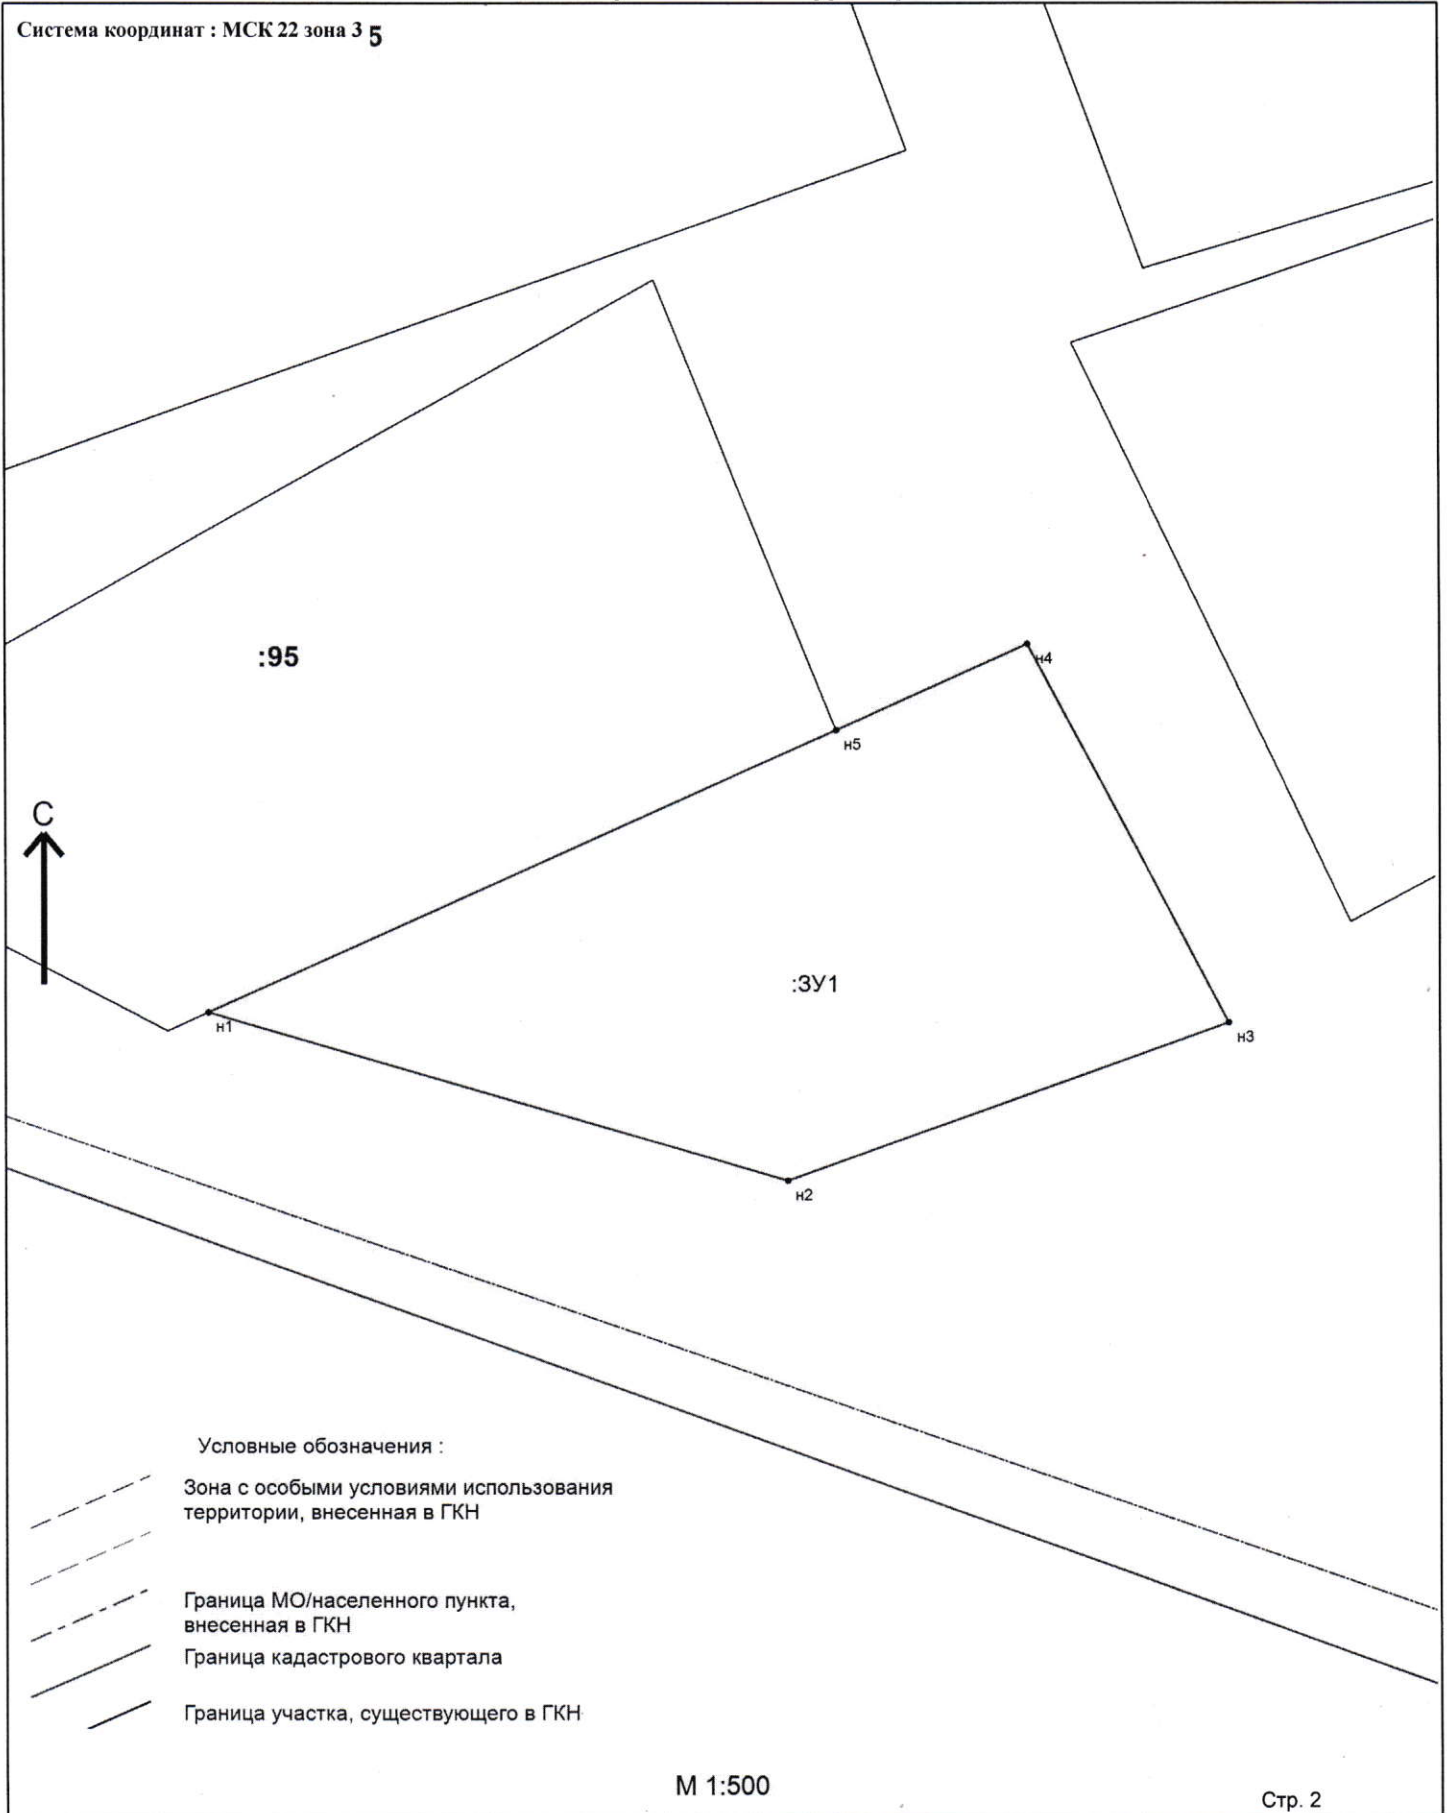 Система координат : МСК 22 зона 3 5
:95
н4
н5
С
:ЗУ1
н1
н3
н2
Условные обозначения :
Зона с особыми условиями использования
территории, внесенная в ГКН
Граница МО/населенного пункта,
внесенная в ГКН
Граница кадастрового квартала
Граница участка, существующего в ГКН
М 1:500
Стр. 2